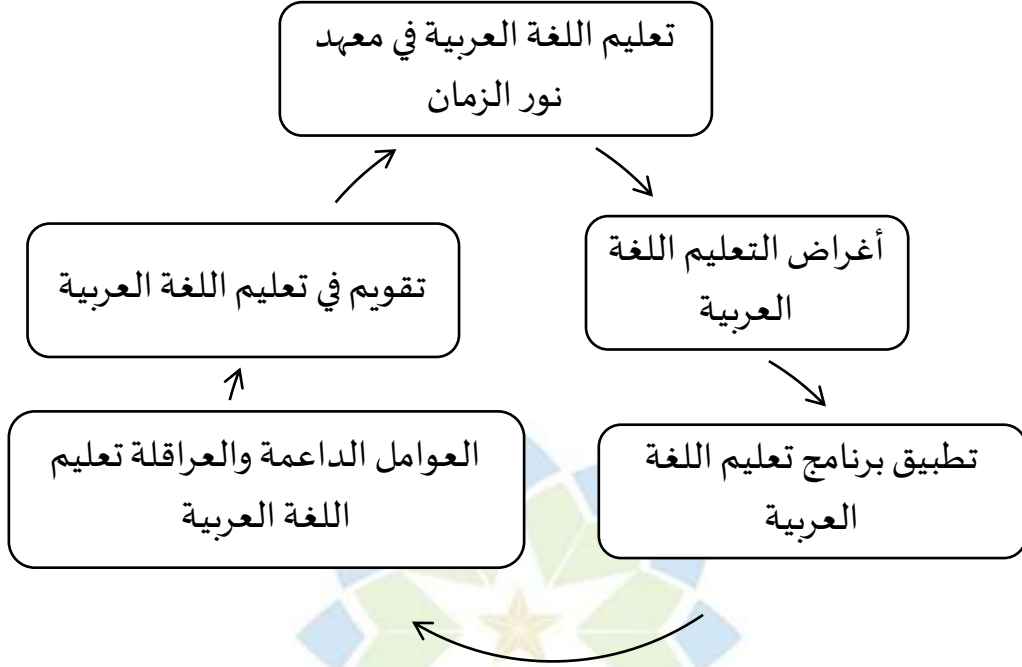 تعليم اللغة العربية في معهد
نور الزمان
أغراض التعليم اللغة
العربية
تطبيق برنامج تعليم اللغة
العربية
العوامل الداعمة والعراقلة تعليم
اللغة العربية
تقويم في تعليم اللغة العربية